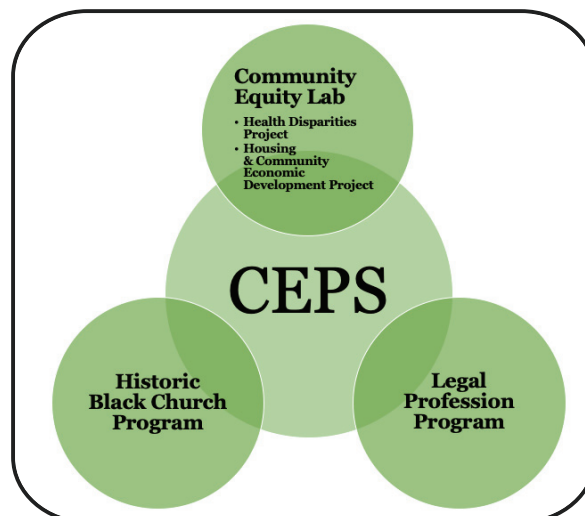 Community
Equity Lab
• Health Disparities
Project
• Housing
& Community
Economic
Development Project
CEPS
Historic
Black Church
Program
Legal
Profession
Program